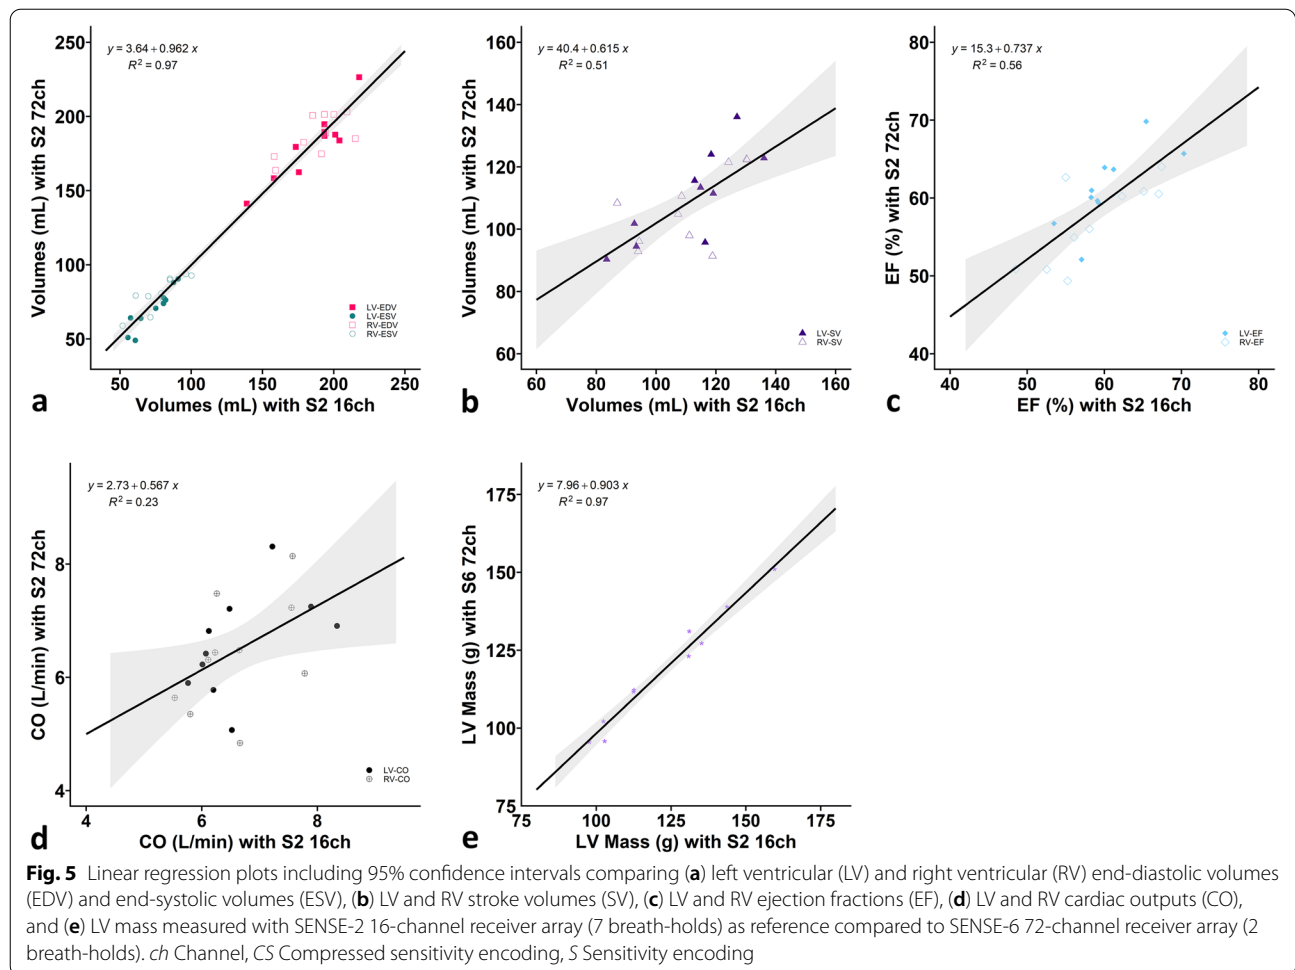 y = 3.64 + 0.962 x
R² = 0.97
Volumes (mL) with S2 72ch
250
200
150
100
50
LV-EDV
LV-ESV
RV-EDV
RV-ESV
50 100 150 200 250
a
Volumes (mL) with S2 16ch
y = 40.4 + 0.615 x
R² = 0.51
Volumes (mL) with S2 72ch
160
140
120
100
80
60
LV-SV
RV-SV
60 80 100 120 140 160
b
Volumes (mL) with S2 16ch
y = 15.3 + 0.737 x
R² = 0.56
EF (%) with S2 72ch
80
70
60
50
40
LV-EF
RV-EF
40 50 60 70 80
c
EF (%) with S2 16ch
y = 2.73 + 0.567 x
R² = 0.23
CO (L/min) with S2 72ch
8
6
4
LV-CO
RV-CO
4 6 8
d
CO (L/min) with S2 16ch
y = 7.96 + 0.903 x
R² = 0.97
LV Mass (g) with S6 72ch
175
150
125
100
75
75 100 125 150 175
e
LV Mass (g) with S2 16ch
Fig. 5 Linear regression plots including 95% confidence intervals comparing (a) left ventricular (LV) and right ventricular (RV) end-diastolic volumes
(EDV) and end-systolic volumes (ESV), (b) LV and RV stroke volumes (SV), (c) LV and RV ejection fractions (EF), (d) LV and RV cardiac outputs (CO),
and (e) LV mass measured with SENSE-2 16-channel receiver array (7 breath-holds) as reference compared to SENSE-6 72-channel receiver array (2
breath-holds). ch Channel, CS Compressed sensitivity encoding, S Sensitivity encoding